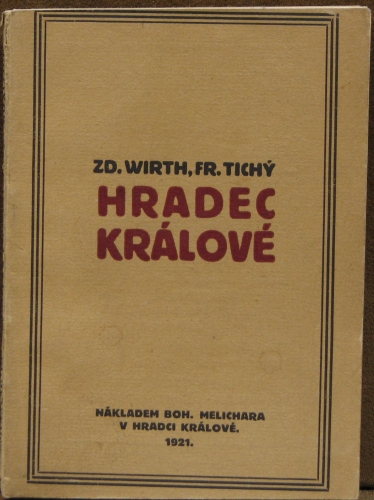 ZD. WIRTH, FR. TICHÝ
HRADEC
KRÁLOVÉ
NÁKLADEM BOH. MELICHARA
V HRADCI KRÁLOVÉ.
1921.